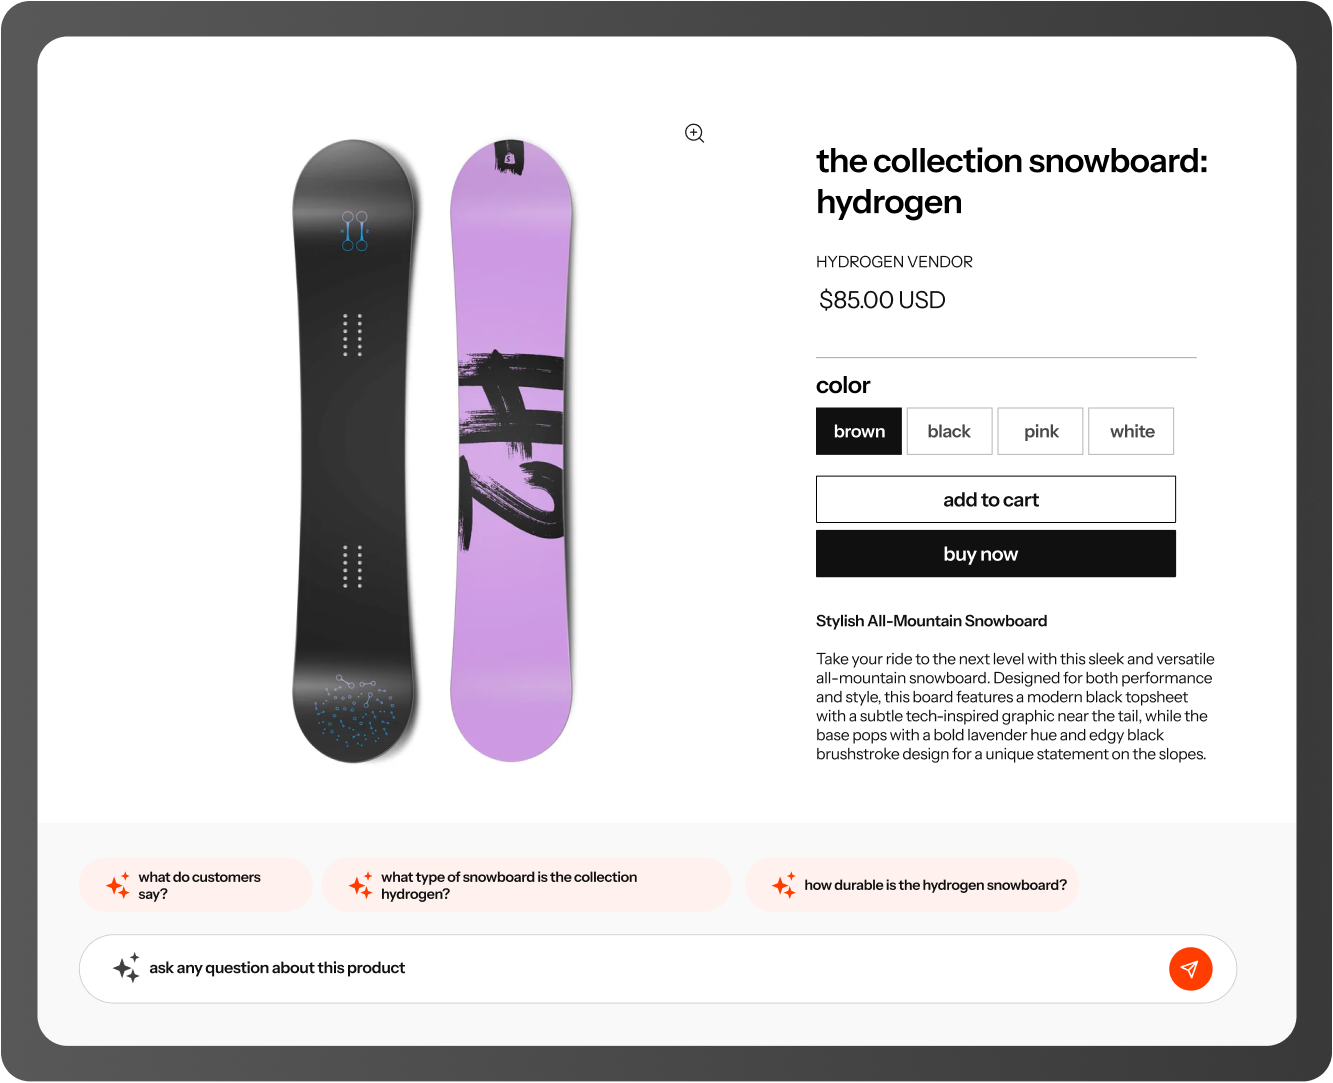 the collection snowboard:
hydrogen
HYDROGEN VENDOR
$85.00 USD
color
brown
black
pink
white
add to cart
buy now
Stylish All-Mountain Snowboard
Take your ride to the next level with this sleek and versatile
all-mountain snowboard. Designed for both performance
and style, this board features a modern black topsheet
with a subtle tech-inspired graphic near the tail, while the
base pops with a bold lavender hue and edgy black
brushstroke design for a unique statement on the slopes.
what do customers
say?
what type of snowboard is the collection
hydrogen?
how durable is the hydrogen snowboard?
ask any question about this product